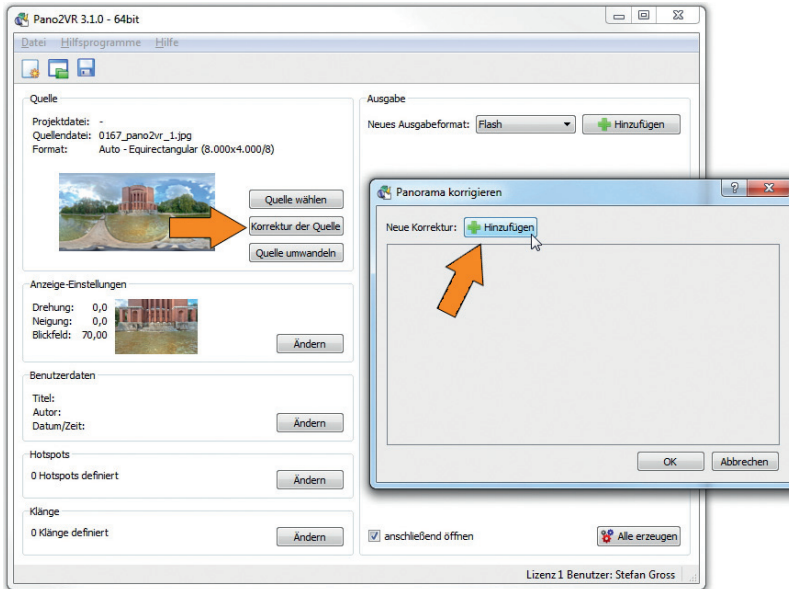 Pano2VR 3.1.0 - 64bit
Datei Hilfsprogramme Hilfe
Quelle
Projektdatei: -
Quellendatei: 0167_pano2vr_1.jpg
Format: Auto - Equirectangular (8.000x4.000/8)
Quelle wählen
Korrektur der Quelle
Quelle umwandeln
Anzeige-Einstellungen
Drehung: 0,0
Neigung: 0,0
Blickfeld: 70,00
Ändern
Benutzerdaten
Titel:
Autor:
Datum/Zeit:
Ändern
Hotspots
0 Hotspots definiert
Ändern
Klänge
0 Klänge definiert
Ändern
Ausgabe
Neues Ausgabeformat: Flash Hinzufügen
Panorama korrigieren
Neue Korrektur: Hinzufügen
OK Abbrechen
anschließend öffnen Alle erzeugen
Lizenz 1 Benutzer: Stefan Gross